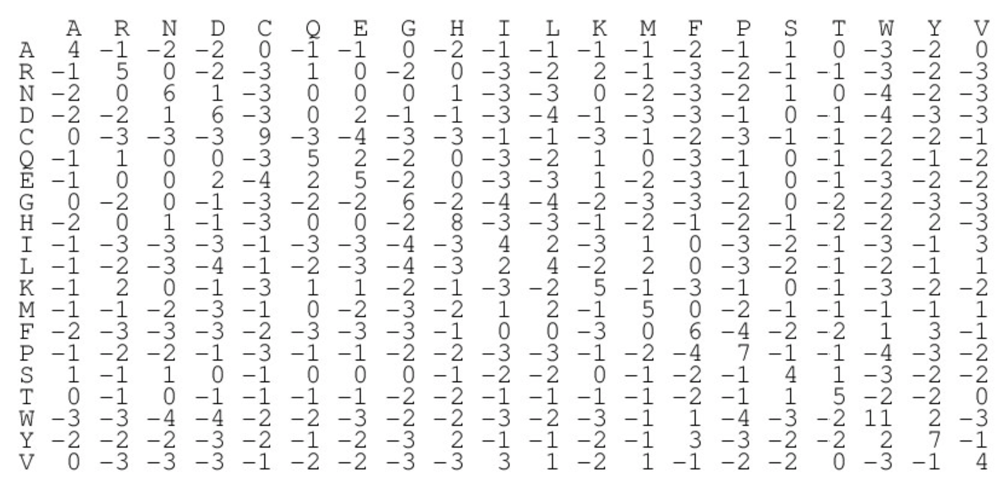 A R N D C Q E G H I L K M F P S T W Y V
A 4 −1 −2 −2 0 −1 −1 0 −2 −1 −1 −1 −1 −2 −1 1 0 −3 −2 0
R −1 5 0 −2 −3 1 0 −2 0 −3 −2 2 −1 −3 −2 −1 −1 −3 −2 −3
N −2 0 6 1 −3 0 0 0 1 −3 −3 0 −2 −3 −2 1 0 −4 −2 −3
D −2 −2 1 6 −3 0 2 −1 −1 −3 −4 −1 −3 −3 −1 0 −1 −4 −3 −3
C 0 −3 −3 −3 9 −3 −4 −3 −3 −1 −1 −3 −1 −2 −3 −1 −1 −2 −2 −1
Q −1 1 0 0 −3 5 2 −2 0 −3 −2 1 0 −3 −1 0 −1 −2 −1 −2
E −1 0 0 2 −4 2 5 −2 0 −3 −3 1 −2 −3 −1 0 −1 −3 −2 −2
G 0 −2 0 −1 −3 −2 −2 6 −2 −4 −4 −2 −3 −3 −2 0 −2 −2 −3 −3
H −2 0 1 −1 −3 0 0 −2 8 −3 −3 −1 −2 −1 −2 −1 −2 −2 2 −3
I −1 −3 −3 −3 −1 −3 −3 −4 −3 4 2 −3 1 0 −3 −2 −1 −3 −1 3
L −1 −2 −3 −4 −1 −2 −3 −4 −3 2 4 −2 2 0 −3 −2 −1 −2 −1 1
K −1 2 0 −1 −3 1 1 −2 −1 −3 −2 5 −1 −3 −1 0 −1 −3 −2 −2
M −1 −1 −2 −3 −1 0 −2 −3 −2 1 2 −1 5 0 −2 −1 −1 −1 −1 1
F −2 −3 −3 −3 −2 −3 −3 −3 −1 0 0 −3 0 6 −4 −2 −2 1 3 −1
P −1 −2 −2 −1 −3 −1 −1 −2 −2 −3 −3 −1 −2 −4 7 −1 −1 −4 −3 −2
S 1 −1 1 0 −1 0 0 0 −1 −2 −2 0 −1 −2 −1 4 1 −3 −2 −2
T 0 −1 0 −1 −1 −1 −1 −2 −2 −1 −1 −1 −1 −2 −1 1 5 −2 −2 0
W −3 −3 −4 −4 −2 −2 −3 −2 −2 −3 −2 −3 −1 1 −4 −3 −2 11 2 −3
Y −2 −2 −2 −3 −2 −1 −2 −3 2 −1 −1 −2 −1 3 −3 −2 −2 2 7 −1
V 0 −3 −3 −3 −1 −2 −2 −3 −3 3 1 −2 1 −1 −2 −2 0 −3 −1 4